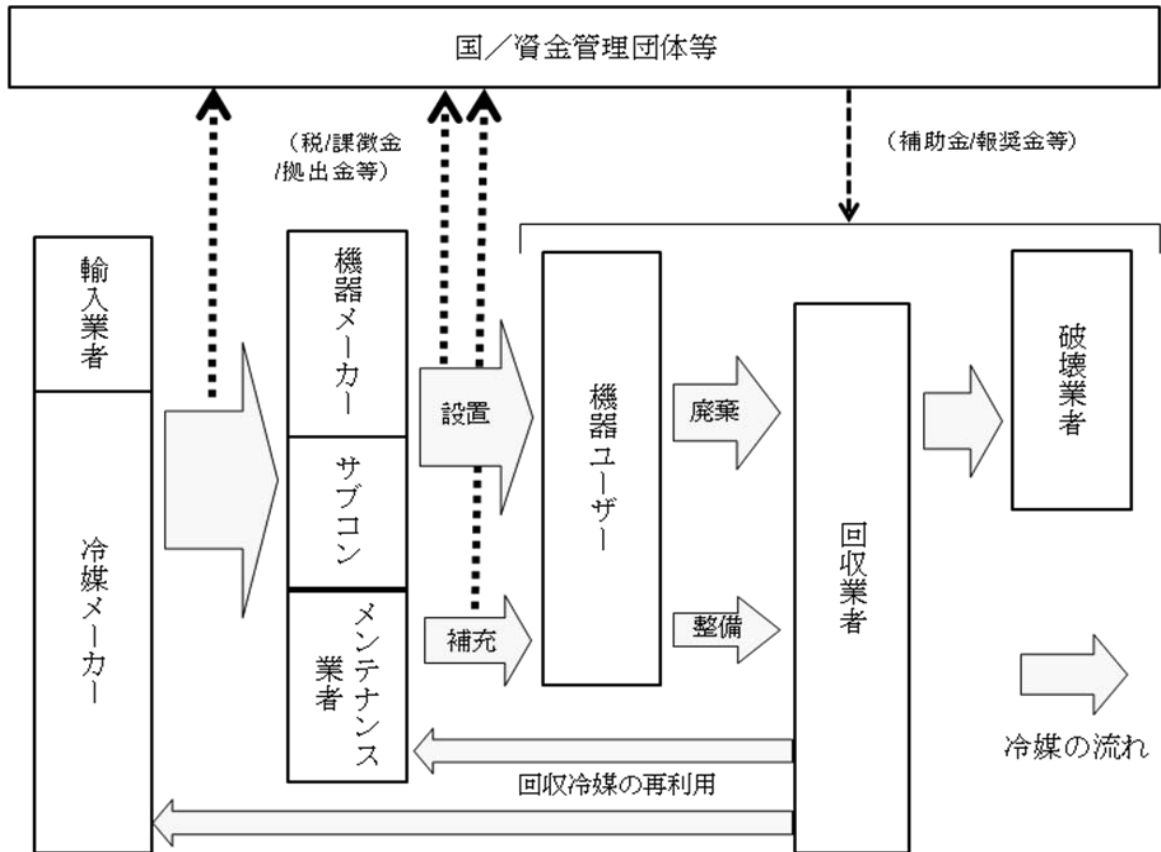 国／資金管理団体等
（税/課徴金
/拠出金等）
（補助金/報奨金等）
輸入業者
冷媒メーカー
機器メーカー
サブコン
メンテナンス
業者
設置
補充
機器ユーザー
廃棄
整備
回収業者
破壊業者
冷媒の流れ
回収冷媒の再利用